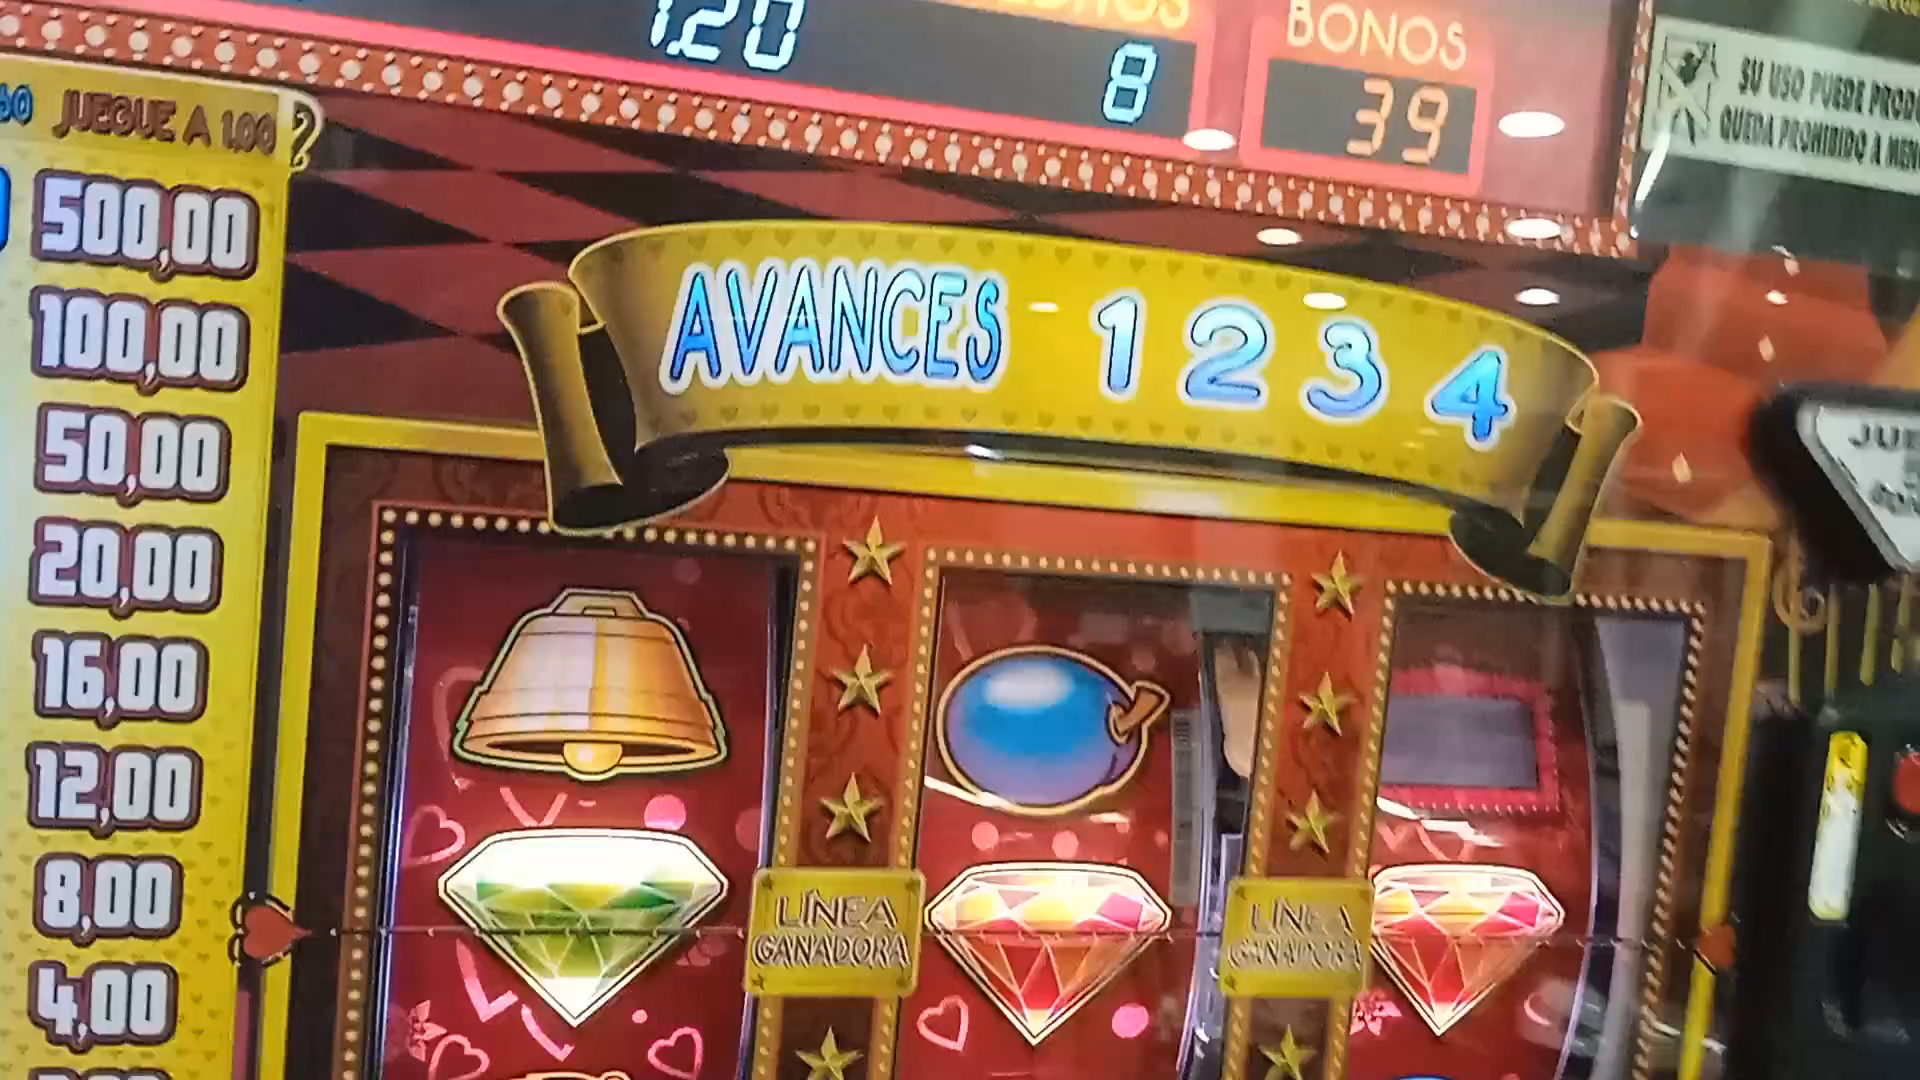 1.20
8
BONOS
39
SU USO PUEDE
QUEDA PROHIBIDO A
JUEGUE A 1.00
500,00
100,00
50,00
20,00
16,00
12,00
8,00
4,00
AVANCES 1 2 3 4
LÍNEA
GANADORA
LÍNEA
GANADORA